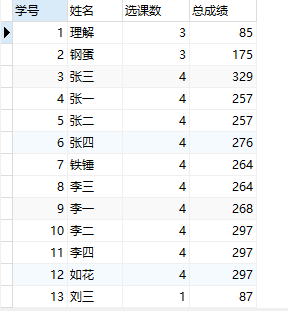 学号 姓名 选课数 总成绩
1 理解 3 85
2 钢蛋 3 175
3 张三 4 329
4 张一 4 257
5 张二 4 257
6 张四 4 276
7 铁锤 4 264
8 李三 4 264
9 李一 4 268
10 李二 4 297
11 李四 4 297
12 如花 4 297
13 刘三 1 87